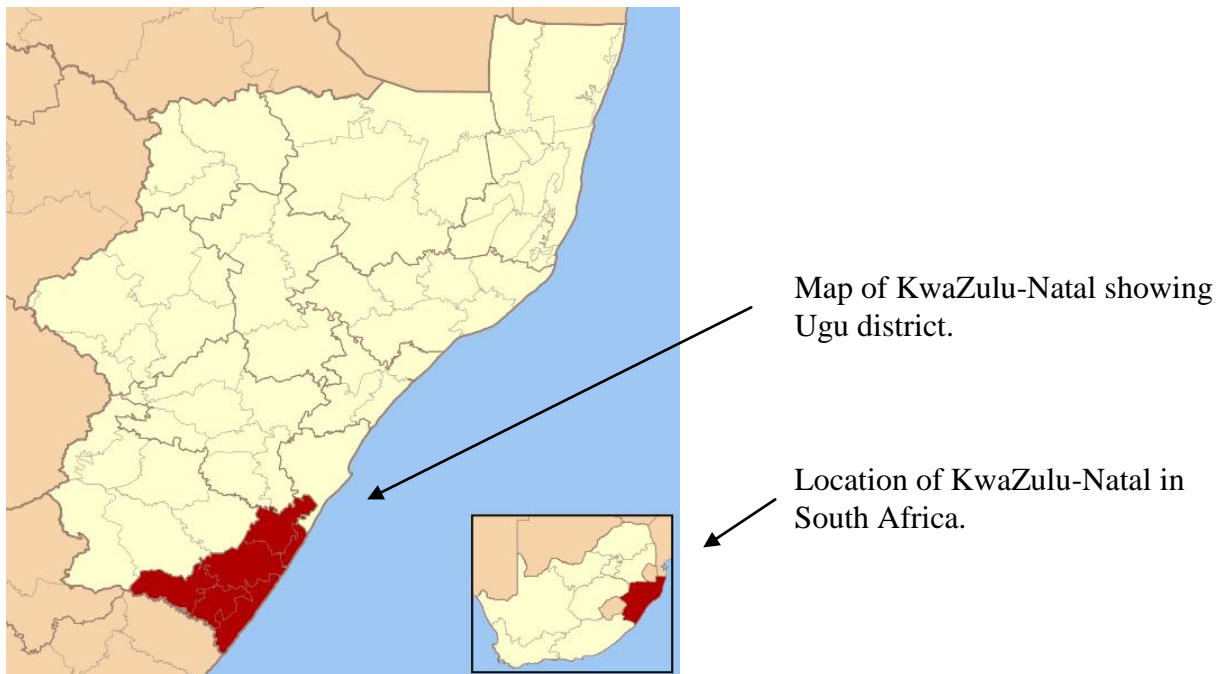 Map of KwaZulu-Natal showing
Ugu district.
Location of KwaZulu-Natal in
South Africa.